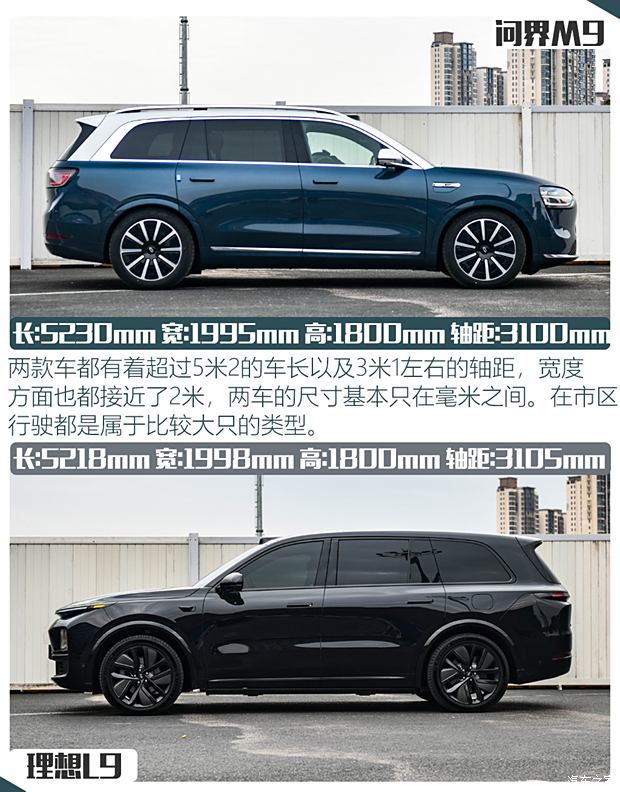 问界M9
长:5230mm 宽:1995mm 高:1800mm 轴距:3100mm
两款车都有着超过5米2的车长以及3米1左右的轴距，宽度
方面也都接近了2米，两车的尺寸基本只在毫米之间。在市区
行驶都是属于比较大只的类型。
长:5218mm 宽:1998mm 高:1800mm 轴距:3105mm
理想L9
汽车之家